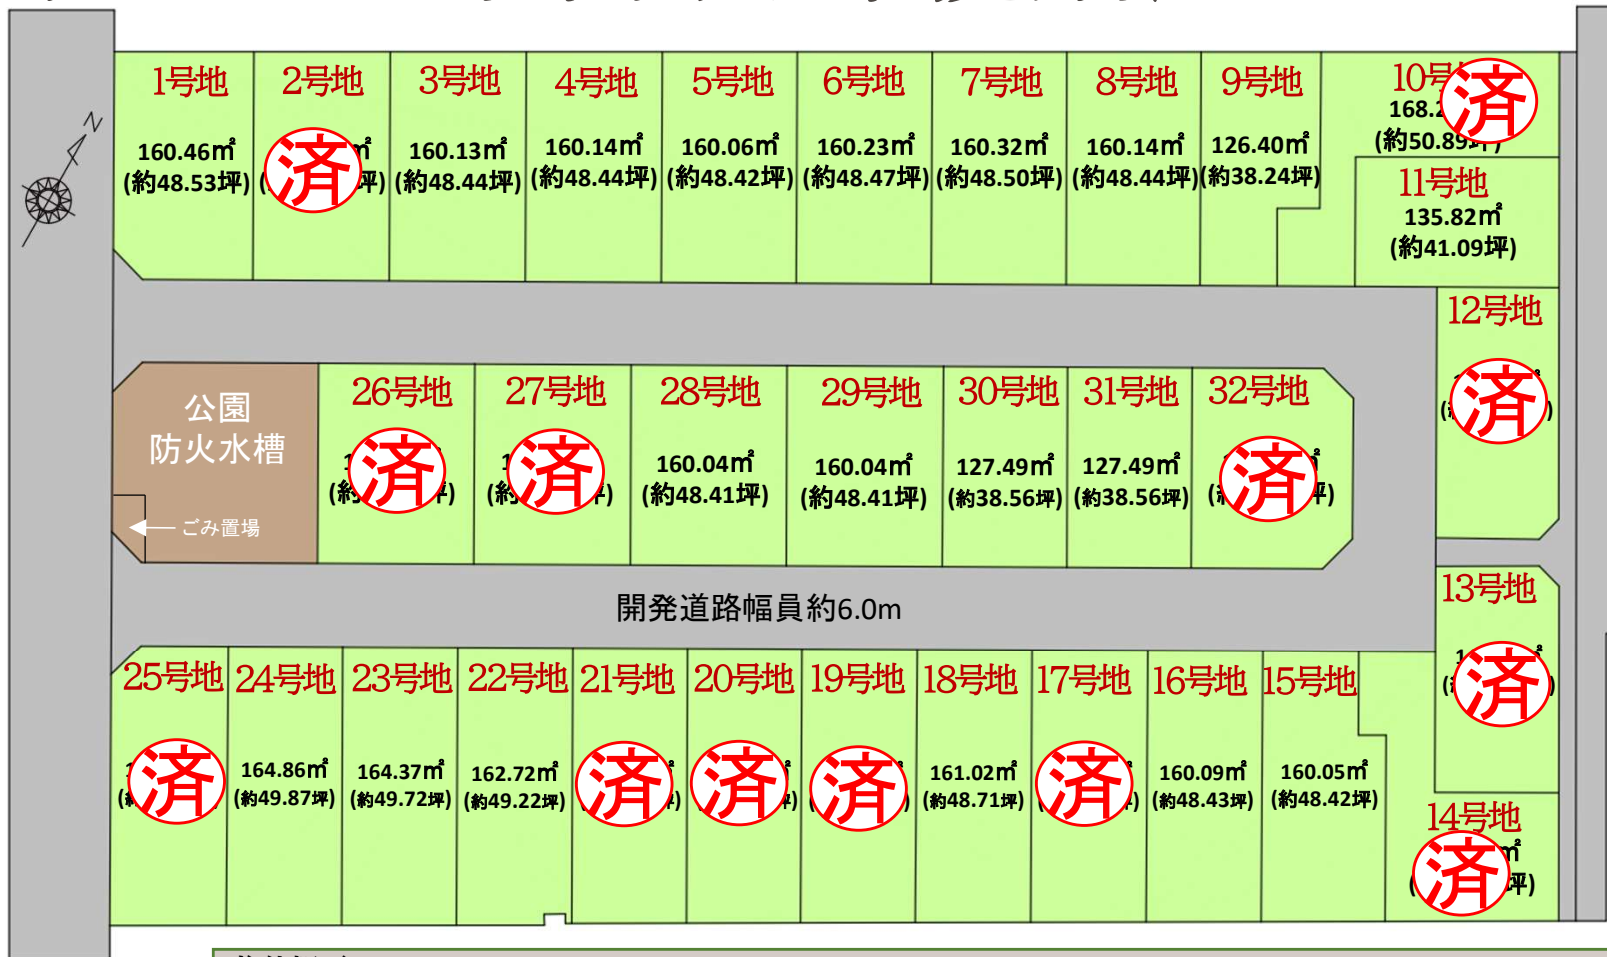 N
1号地
160.46㎡
(約48.53坪)
2号地
済
3号地
160.13㎡
(約48.44坪)
4号地
160.14㎡
(約48.44坪)
5号地
160.06㎡
(約48.42坪)
6号地
160.23㎡
(約48.47坪)
7号地
160.32㎡
(約48.50坪)
8号地
160.14㎡
(約48.44坪)
9号地
126.40㎡
(約38.24坪)
10号
済
(約50.89坪)
11号地
135.82㎡
(約41.09坪)
12号地
済
公園
防火水槽
ごみ置場
26号地
済
27号地
済
28号地
160.04㎡
(約48.41坪)
29号地
160.04㎡
(約48.41坪)
30号地
127.49㎡
(約38.56坪)
31号地
127.49㎡
(約38.56坪)
32号地
済
13号地
済
開発道路幅員約6.0m
25号地
済
24号地
164.86㎡
(約49.87坪)
23号地
164.37㎡
(約49.72坪)
22号地
162.72㎡
(約49.22坪)
21号地
済
20号地
済
19号地
済
18号地
161.02㎡
(約48.71坪)
17号地
済
16号地
160.09㎡
(約48.43坪)
15号地
160.05㎡
(約48.42坪)
14号地
済